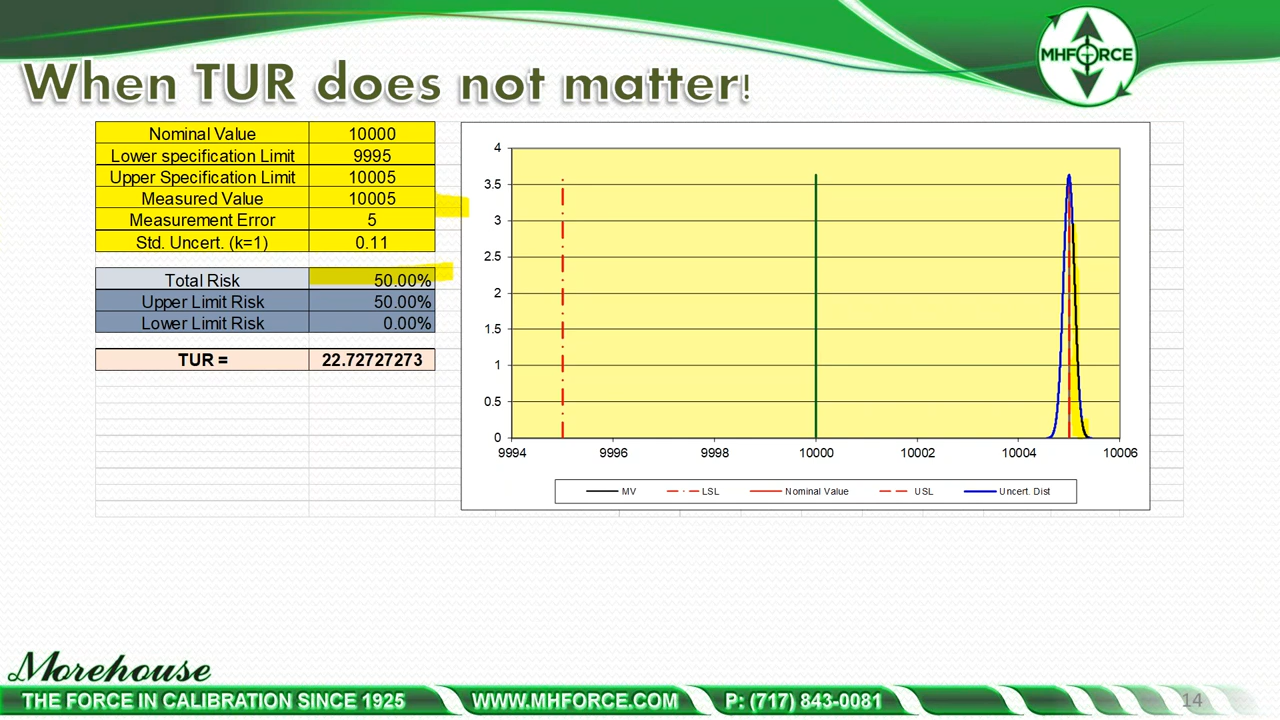 MHFORCE
When TUR does not matter!
Nominal Value 10000
Lower specification Limit 9995
Upper Specification Limit 10005
Measured Value 10005
Measurement Error 5
Std. Uncert. (k=1) 0.11
Total Risk 50.00%
Upper Limit Risk 50.00%
Lower Limit Risk 0.00%
TUR = 22.72727273
4
3.5
3
2.5
2
1.5
1
0.5
0
9994 9996 9998 10000 10002 10004 10006
MV LSL Nominal Value USL Uncert. Dist
Morehouse
THE FORCE IN CALIBRATION SINCE 1925 WWW.MHFORCE.COM P: (717) 843-0081 14